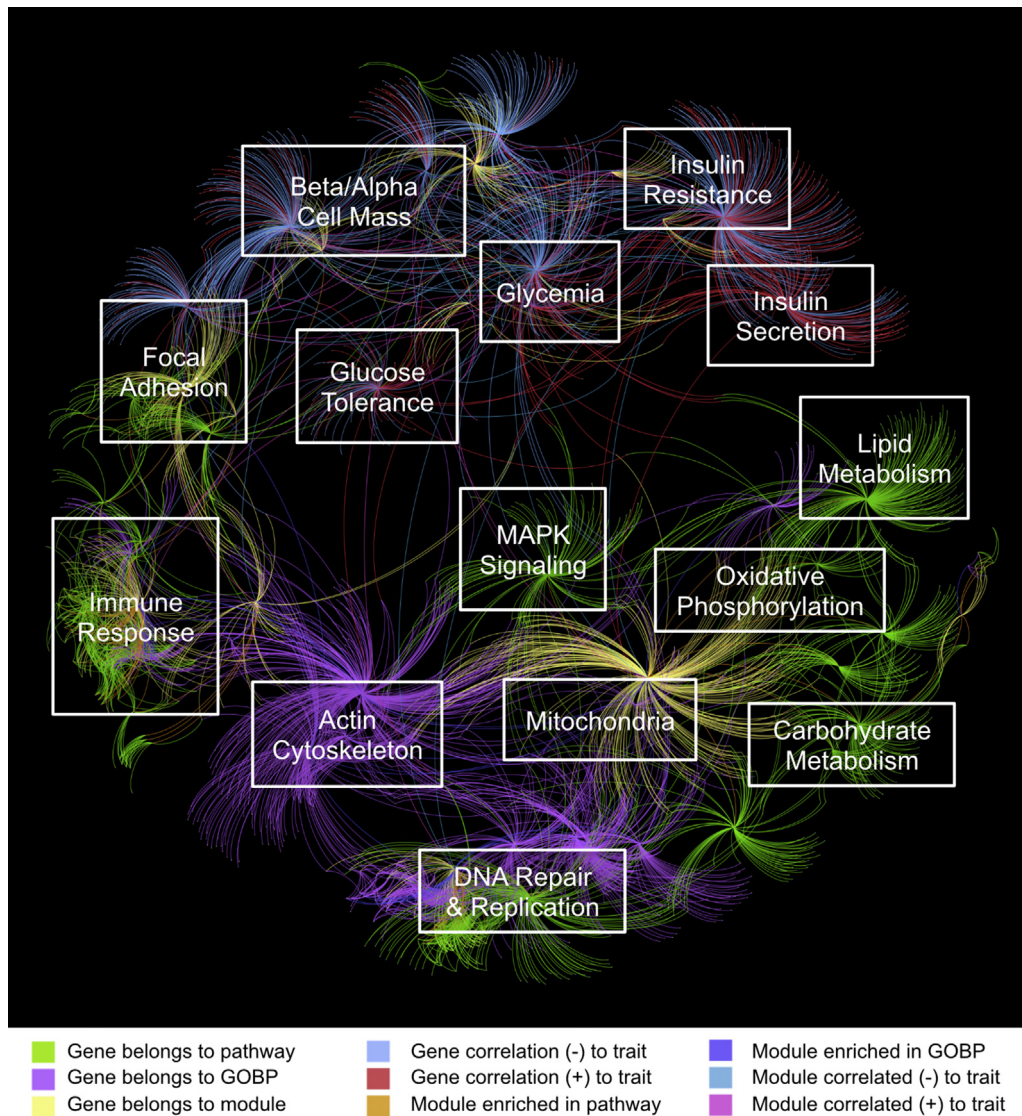 Beta/Alpha
Cell Mass
Insulin
Resistance
Glycemia
Insulin
Secretion
Focal
Adhesion
Glucose
Tolerance
Lipid
Metabolism
MAPK
Signaling
Oxidative
Phosphorylation
Immune
Response
Actin
Cytoskeleton
Mitochondria
Carbohydrate
Metabolism
DNA Repair
& Replication
Gene belongs to pathway
Gene belongs to GOBP
Gene belongs to module
Gene correlation (-) to trait
Gene correlation (+) to trait
Module enriched in pathway
Module enriched in GOBP
Module correlated (-) to trait
Module correlated (+) to trait